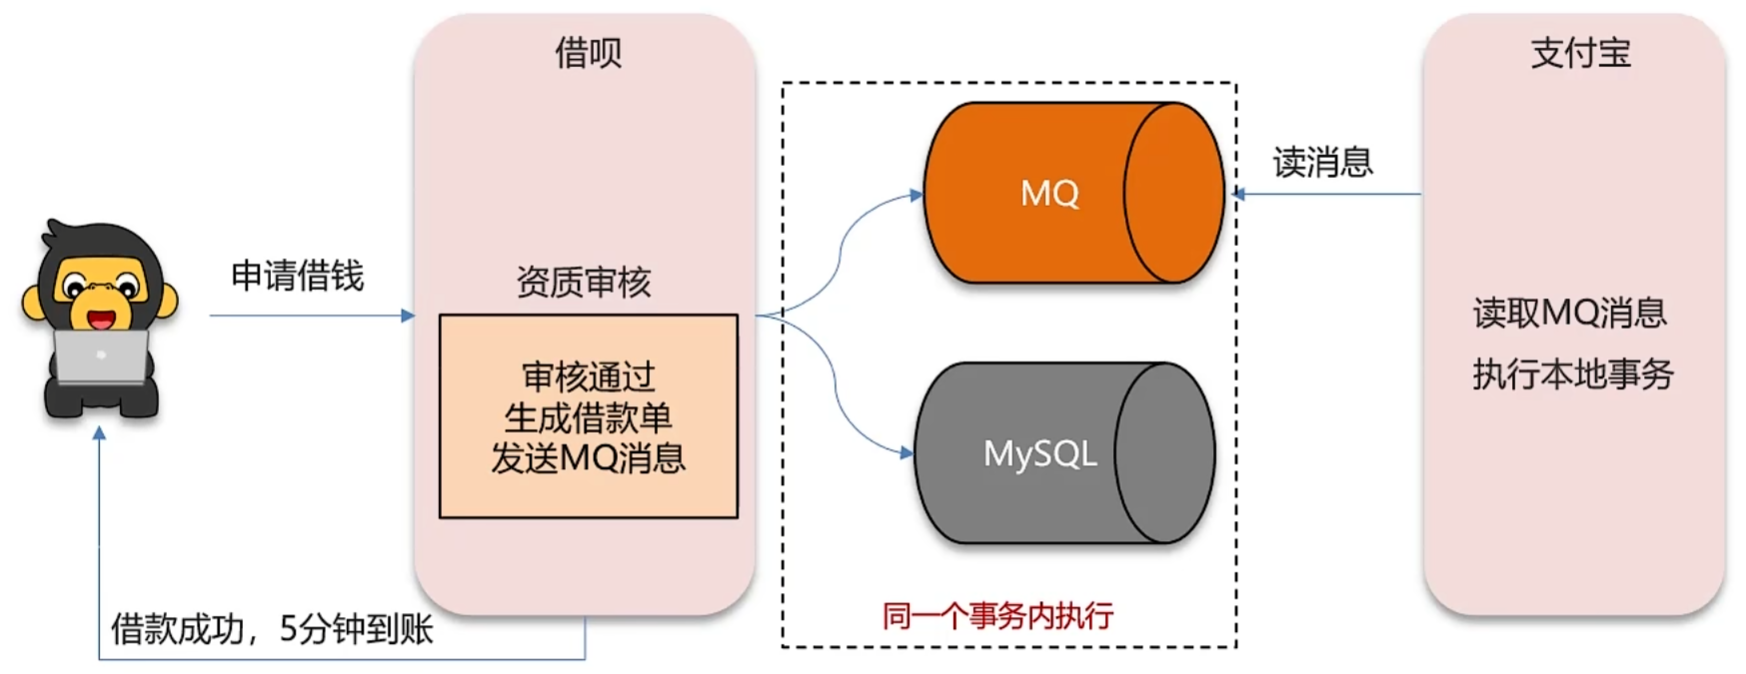 借呗
支付宝
申请借钱
资质审核
审核通过
生成借款单
发送MQ消息
MQ
MySQL
同一个事务内执行
读消息
读取MQ消息
执行本地事务
借款成功，5分钟到账